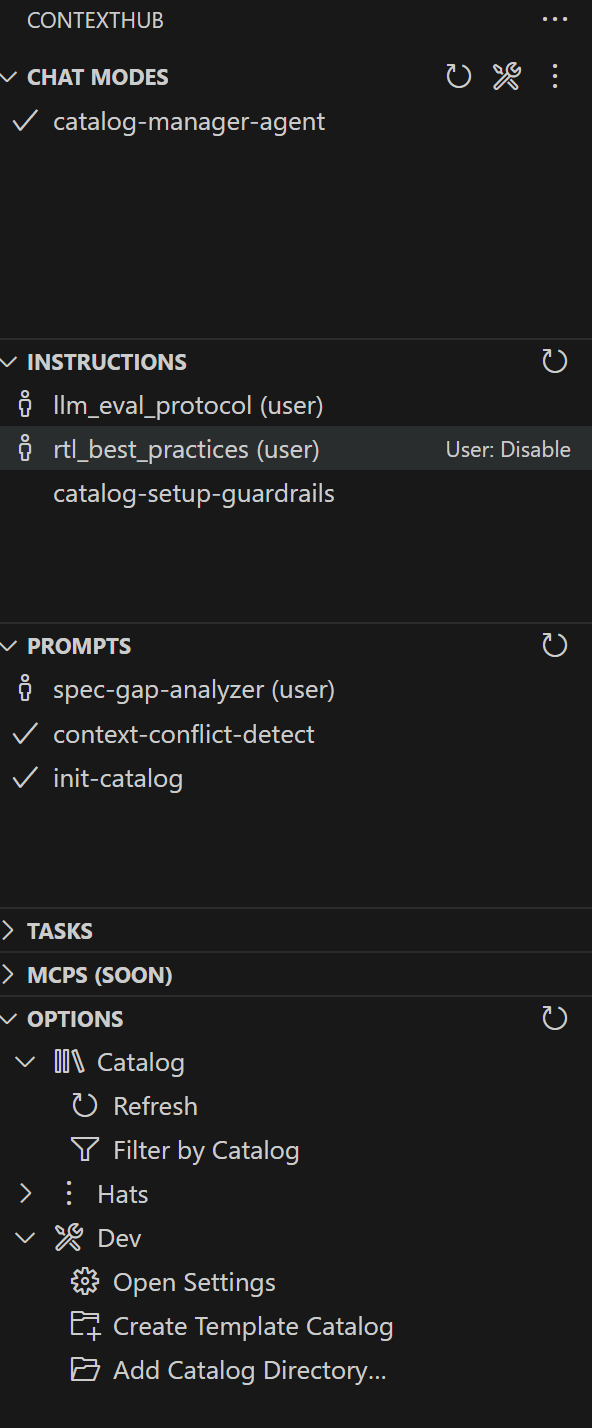 CONTEXTHUB
CHAT MODES
catalog-manager-agent
INSTRUCTIONS
llm_eval_protocol (user)
rtl_best_practices (user) User: Disable
catalog-setup-guardrails
PROMPTS
spec-gap-analyzer (user)
context-conflict-detect
init-catalog
TASKS
MCPS (SOON)
OPTIONS
Catalog
Refresh
Filter by Catalog
Hats
Dev
Open Settings
Create Template Catalog
Add Catalog Directory...